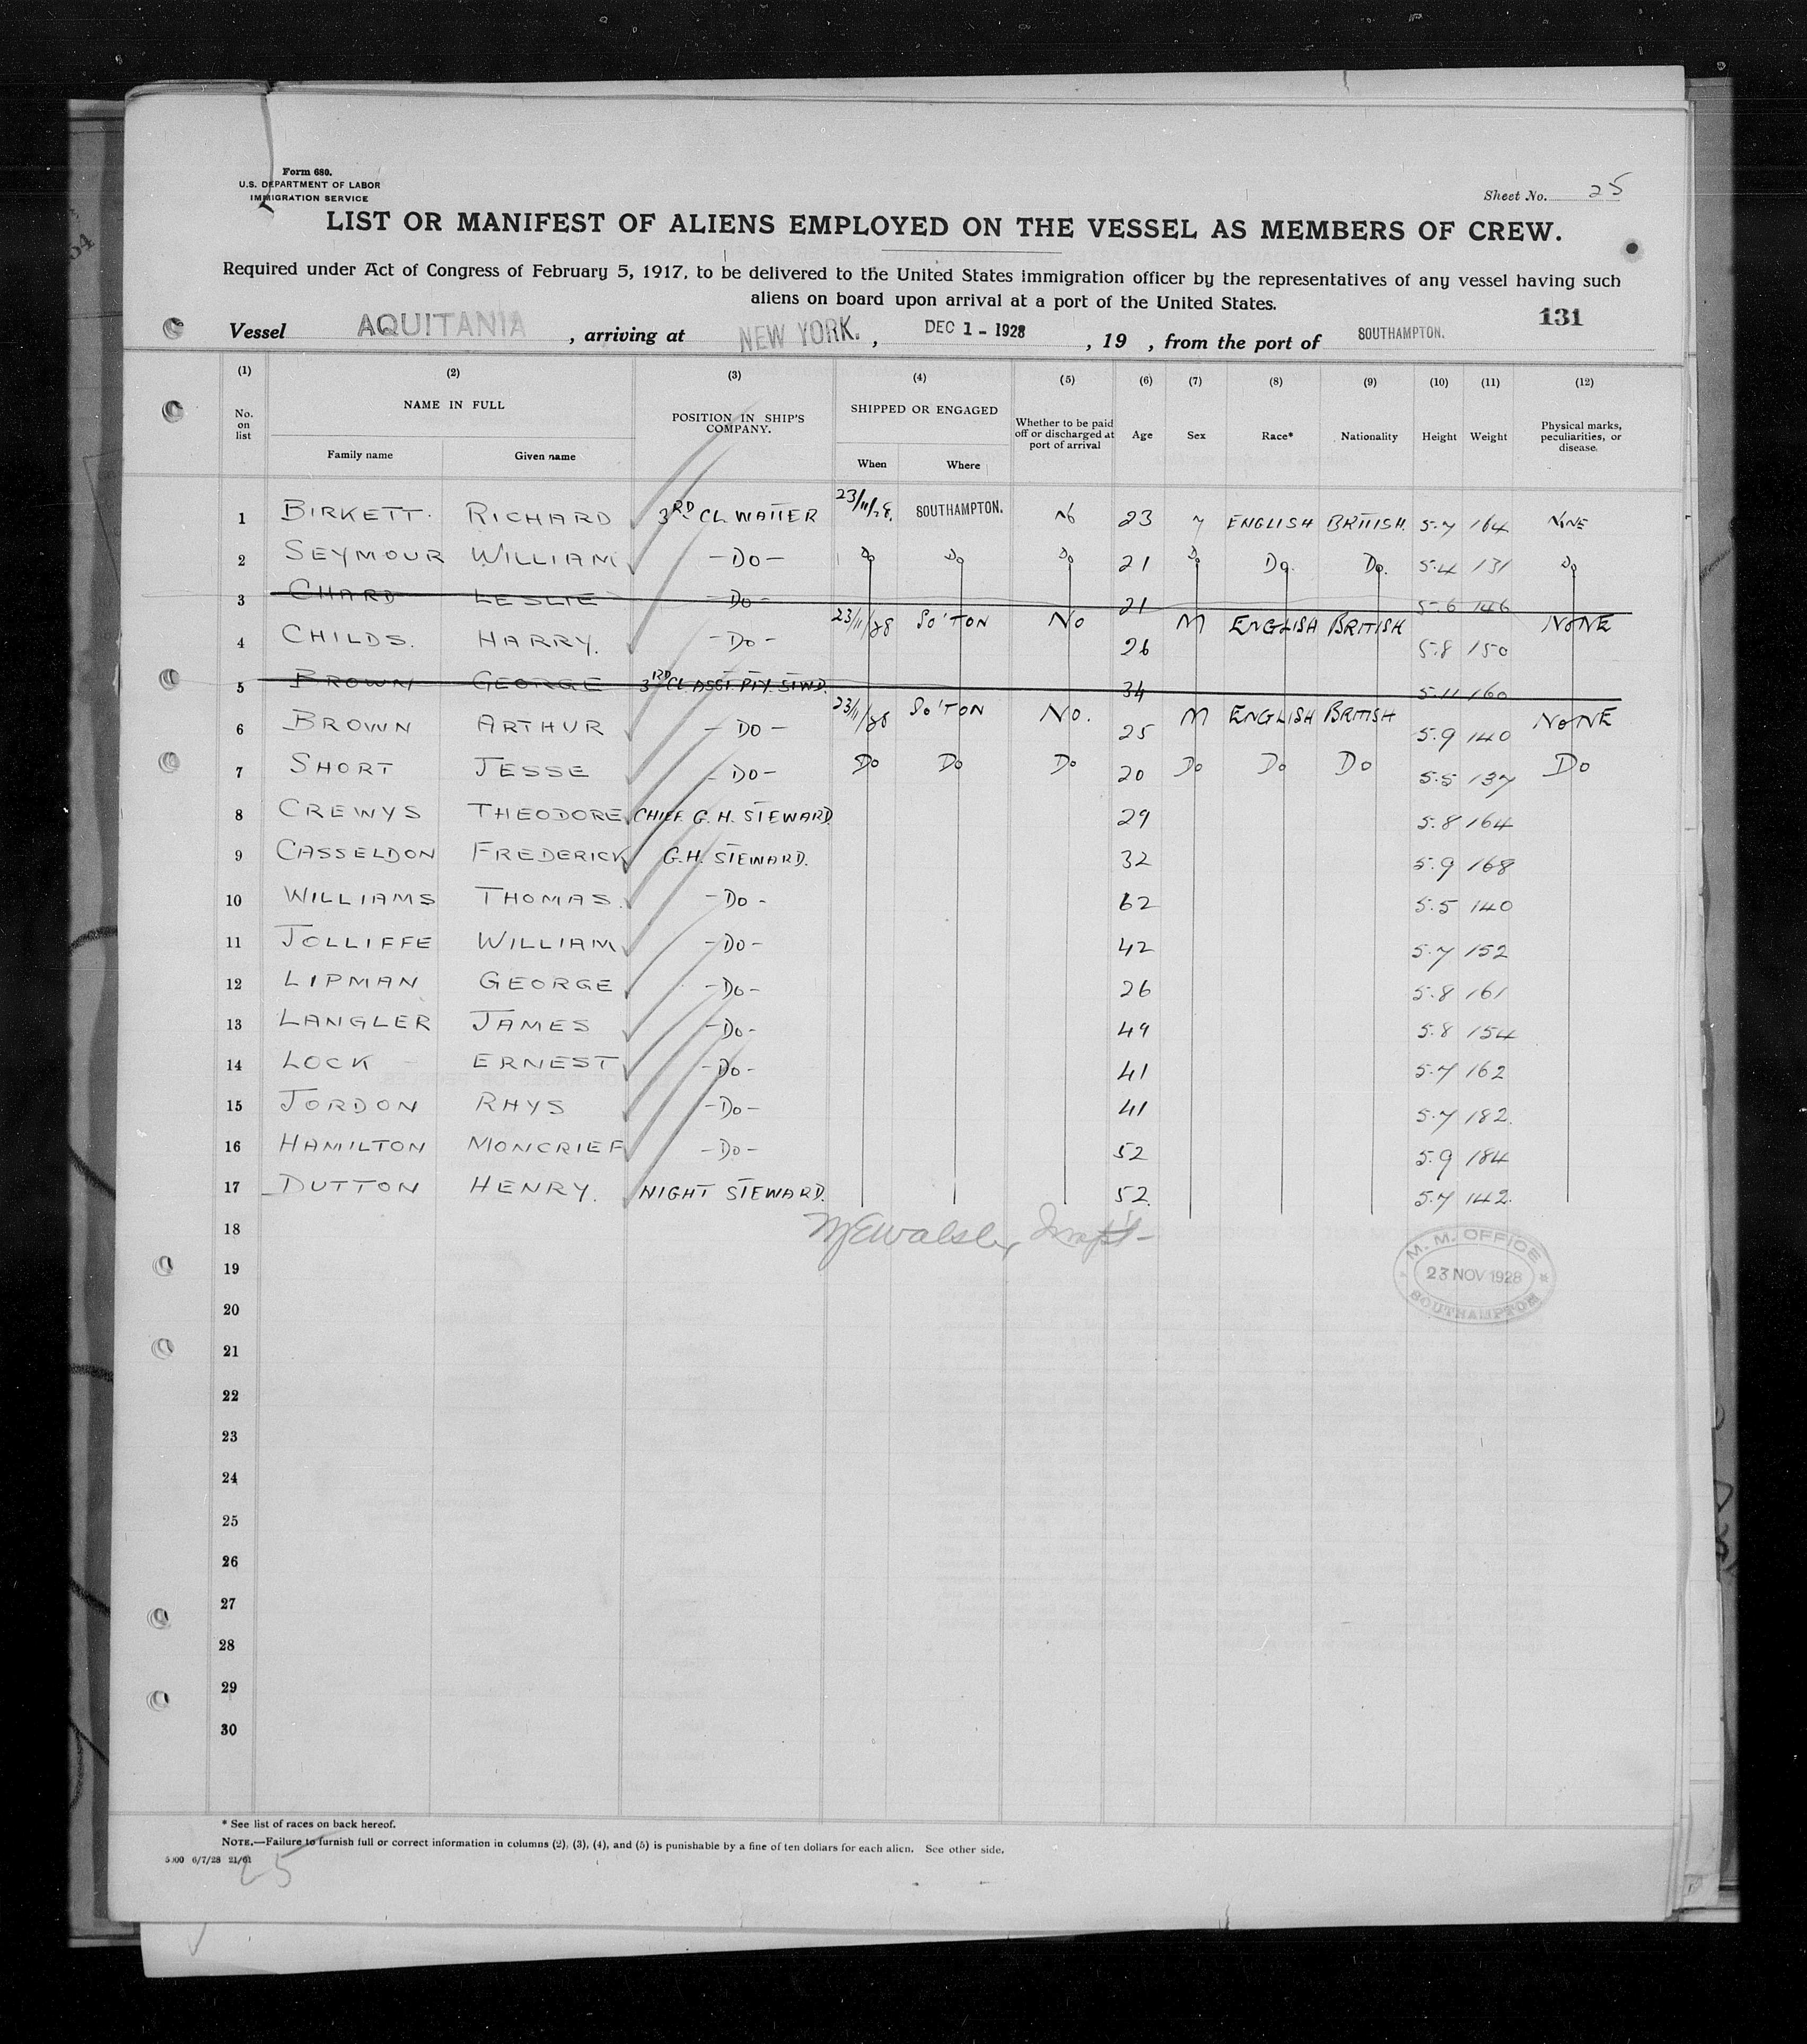 Form 680.
U.S. DEPARTMENT OF LABOR
IMMIGRATION SERVICE
Sheet No. 25
LIST OR MANIFEST OF ALIENS EMPLOYED ON THE VESSEL AS MEMBERS OF CREW.
Required under Act of Congress of February 5, 1917, to be delivered to the United States immigration officer by the representatives of any vessel having such
aliens on board upon arrival at a port of the United States.
131
Vessel AQUITANIA, arriving at NEW YORK., DEC 1 - 1928, 19 , from the port of SOUTHAMPTON.
(1) (2) (3) (4) (5) (6) (7) (8) (9) (10) (11) (12)
No. on list NAME IN FULL Family name Given name POSITION IN SHIP'S COMPANY. SHIPPED OR ENGAGED When Where Whether to be paid off or discharged at port of arrival Age Sex Race* Nationality Height Weight Physical marks, peculiarities, or disease.
1 BIRKETT. RICHARD 3RD CL WAITER 23/11/28. SOUTHAMPTON. NO 23 M ENGLISH BRITISH. 5.7 164 NONE
2 SEYMOUR WILLIAM -DO- DO DO DO 21 DO DO. DO. 5.4 131 DO
3 CHARD LESLIE -DO- 21 5.6 146
4 CHILDS. HARRY. -DO- 23/11/28 SO'TON NO 26 M ENGLISH BRITISH 5.8 150 NONE
5 BROWN GEORGE 3RD CL ASST. PTY. STWD. 34 5.11 160
6 BROWN ARTHUR -DO- 23/11/28 SO'TON NO. 25 M ENGLISH BRITISH 5.9 140 NONE
7 SHORT JESSE -DO- DO DO DO 20 DO DO DO 5.5 137 DO
8 CREWYS THEODORE CHIEF G.H. STEWARD. 29 5.8 164
9 CASSELDON FREDERICK G.H. STEWARD. 32 5.9 168
10 WILLIAMS THOMAS. -DO- 62 5.5 140
11 JOLLIFFE WILLIAM -DO- 42 5.7 152
12 LIPMAN GEORGE -DO- 26 5.8 161
13 LANGLER JAMES -DO- 49 5.8 154
14 LOCK ERNEST -DO- 41 5.7 162
15 JORDON RHYS -DO- 41 5.7 182.
16 HAMILTON MONCRIEF -DO- 52 5.9 184
17 DUTTON HENRY. NIGHT STEWARD. 52. 5.7 142.
18
M. M. OFFICE
23 NOV 1928
SOUTHAMPTON
19
20
21
22
23
24
25
26
27
28
29
30
* See list of races on back hereof.
NOTE.—Failure to furnish full or correct information in columns (2), (3), (4), and (5) is punishable by a fine of ten dollars for each alien. See other side.
5000 6/7/28 21/61
25